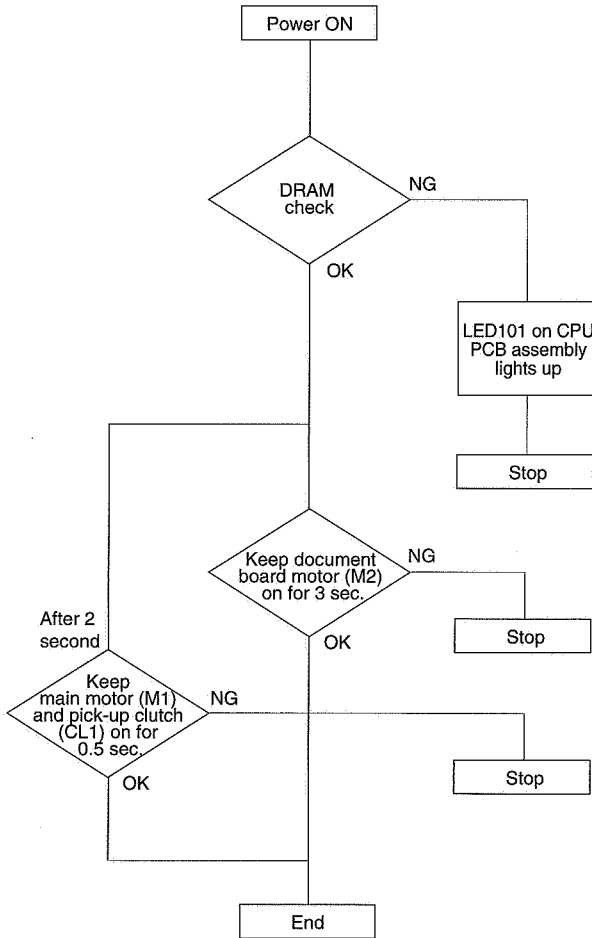 Power ON
DRAM
check
NG
OK
LED101 on CPU
PCB assembly
lights up
Stop
Keep document
board motor (M2)
on for 3 sec.
NG
OK
Stop
After 2
second
Keep
main motor (M1)
and pick-up clutch
(CL1) on for
0.5 sec.
NG
OK
Stop
End